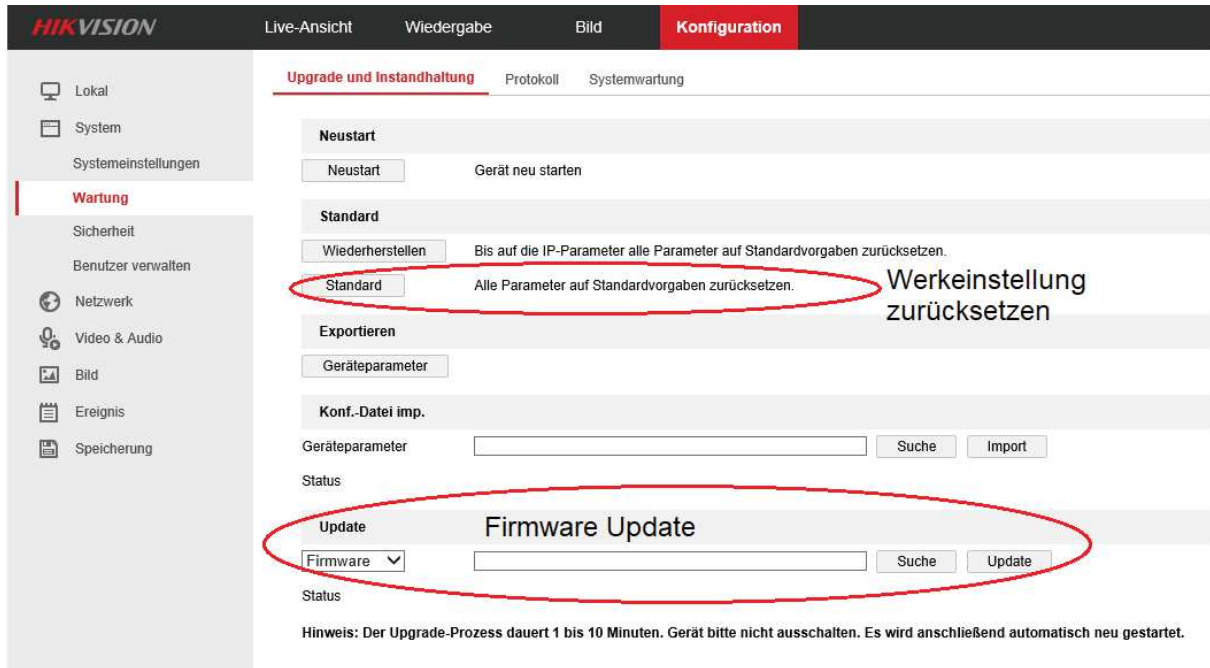 HIKVISION
Live-Ansicht Wiedergabe Bild Konfiguration
Lokal
System
Systemeinstellungen
Wartung
Sicherheit
Benutzer verwalten
Netzwerk
Video & Audio
Bild
Ereignis
Speicherung
Upgrade und Instandhaltung Protokoll Systemwartung
Neustart
Neustart Gerät neu starten
Standard
Wiederherstellen Bis auf die IP-Parameter alle Parameter auf Standardvorgaben zurücksetzen.
Standard Alle Parameter auf Standardvorgaben zurücksetzen.
Werkeinstellung
zurücksetzen
Exportieren
Geräteparameter
Konf.-Datei imp.
Geräteparameter Suche Import
Status
Update Firmware Update
Firmware Suche Update
Status
Hinweis: Der Upgrade-Prozess dauert 1 bis 10 Minuten. Gerät bitte nicht ausschalten. Es wird anschließend automatisch neu gestartet.